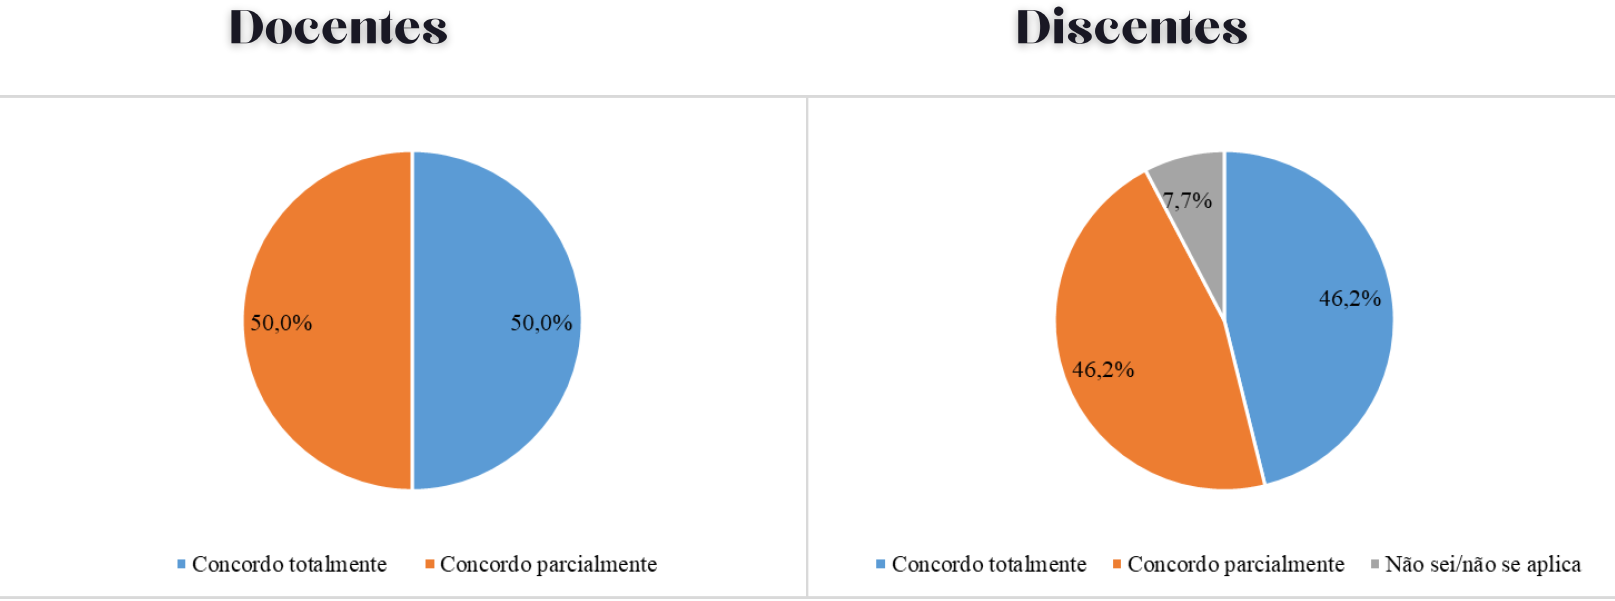 Docentes
Discentes
50,0%
50,0%
Concordo totalmente
Concordo parcialmente
7,7%
46,2%
46,2%
Concordo totalmente
Concordo parcialmente
Não sei/não se aplica